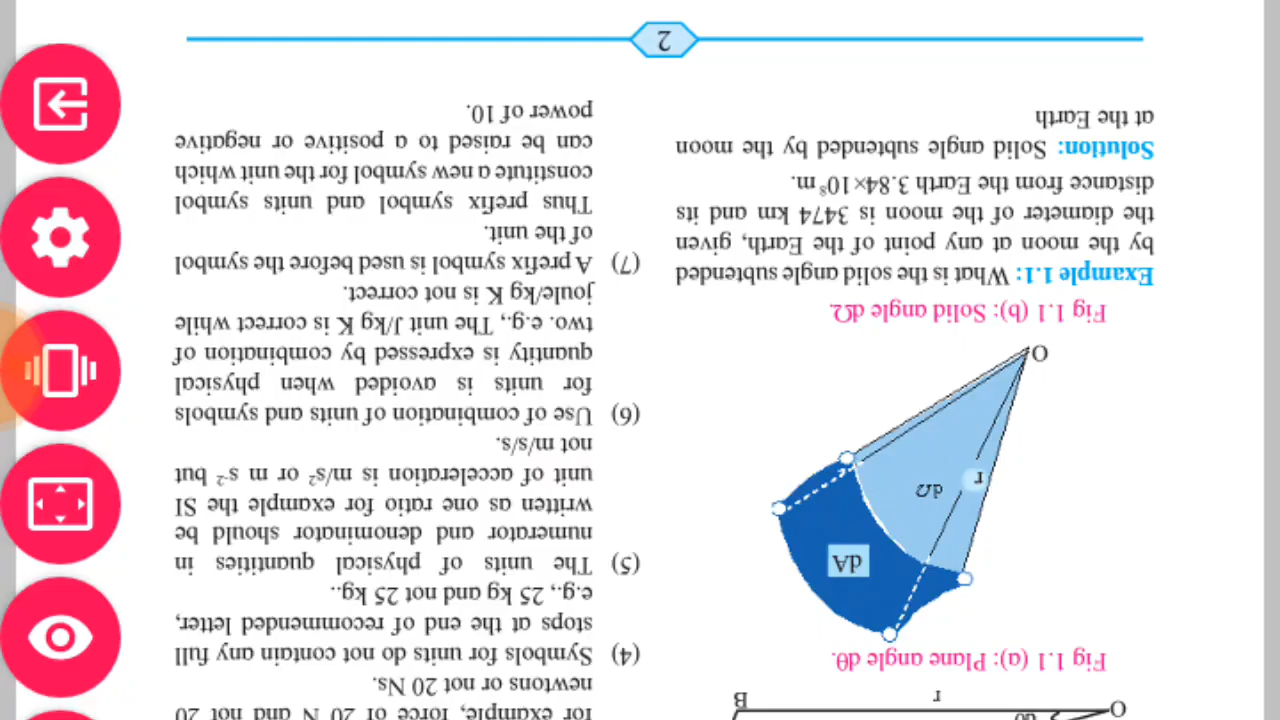 O dθ
r
B
Fig 1.1 (a): Plane angle dθ.
dA
dΩ
r
O
Fig 1.1 (b): Solid angle dΩ.
Example 1.1: What is the solid angle subtended
by the moon at any point of the Earth, given
the diameter of the moon is 3474 km and its
distance from the Earth 3.84×10⁸ m.
Solution: Solid angle subtended by the moon
at the Earth
for example, force of 20 N and not 20
newtons or not 20 Ns.
(4) Symbols for units do not contain any full
stops at the end of recommended letter,
e.g., 25 kg and not 25 kg..
(5) The units of physical quantities in
numerator and denominator should be
written as one ratio for example the SI
unit of acceleration is m/s² or m s⁻² but
not m/s/s.
(6) Use of combination of units and symbols
for units is avoided when physical
quantity is expressed by combination of
two. e.g., The unit J/kg K is correct while
joule/kg K is not correct.
(7) A prefix symbol is used before the symbol
of the unit.
Thus prefix symbol and units symbol
constitute a new symbol for the unit which
can be raised to a positive or negative
power of 10.
2